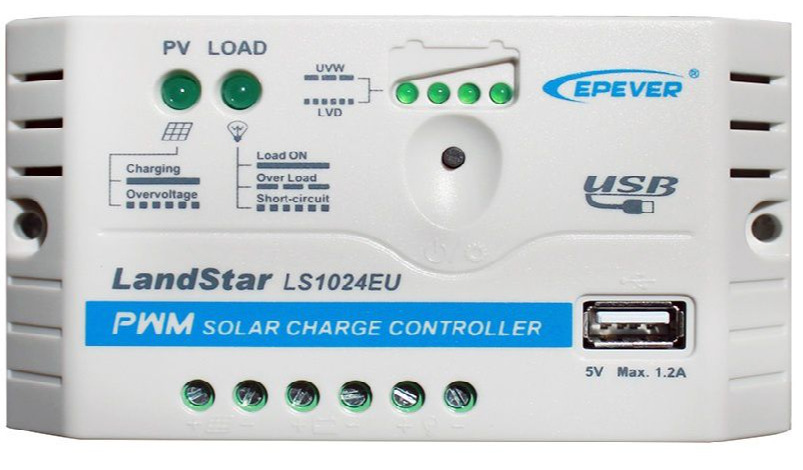 PV LOAD
UVW
LVD
EPEVER ®
Charging
Overvoltage
Load ON
Over Load
Short-circuit
USB
LandStar LS1024EU
PWM SOLAR CHARGE CONTROLLER
5V Max. 1.2A
+ - + - + -